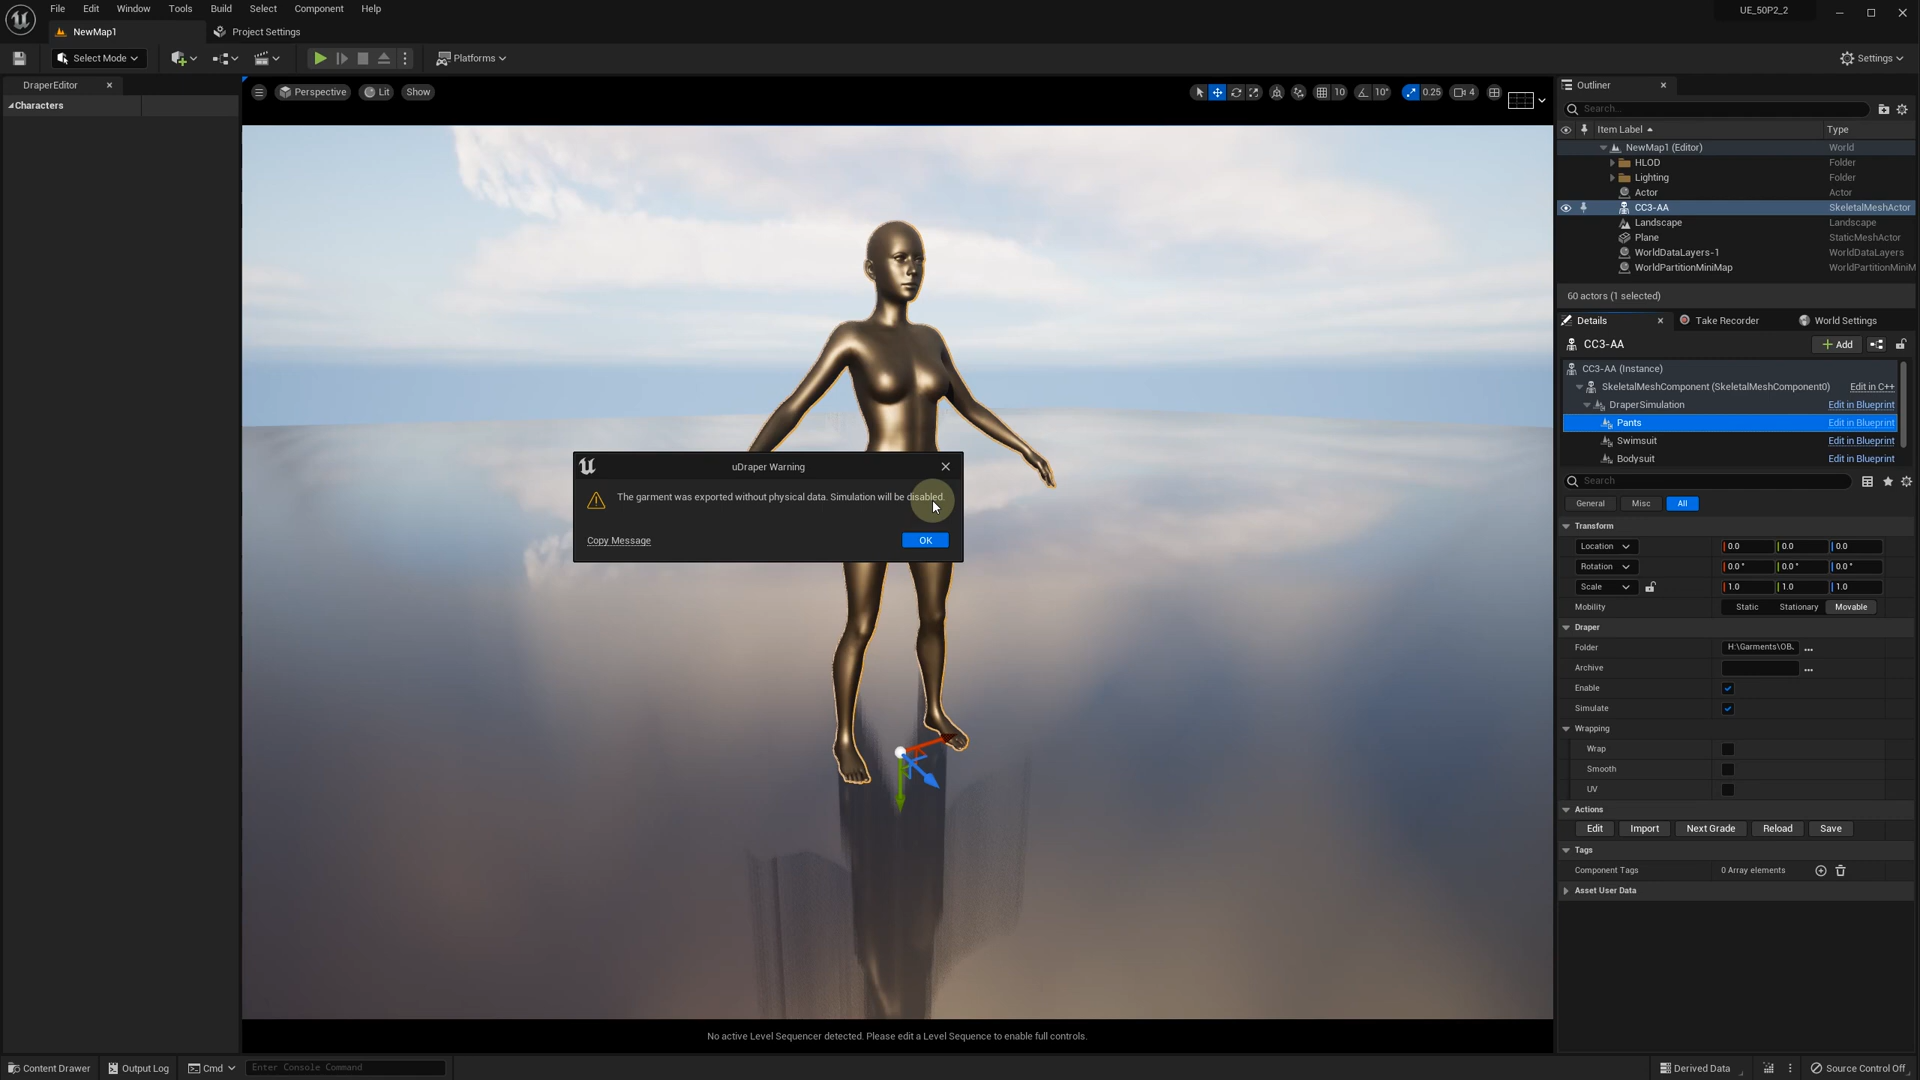 File Edit Window Tools Build Select Component Help
UE_50P2_2
NewMap1
Project Settings
Select Mode
Platforms
Settings
DraperEditor
Characters
Perspective
Lit
Show
10
10°
0.25
4
uDraper Warning
The garment was exported without physical data. Simulation will be disabled.
Copy Message
OK
No active Level Sequencer detected. Please edit a Level Sequence to enable full controls.
Outliner
Search...
Item Label Type
NewMap1 (Editor) World
HLOD Folder
Lighting Folder
Actor Actor
CC3-AA SkeletalMeshActor
Landscape Landscape
Plane StaticMeshActor
WorldDataLayers-1 WorldDataLayers
WorldPartitionMiniMap WorldPartitionMiniM
60 actors (1 selected)
Details Take Recorder World Settings
CC3-AA
Add
CC3-AA (Instance)
SkeletalMeshComponent (SkeletalMeshComponent0) Edit in C++
DraperSimulation Edit in Blueprint
Pants Edit in Blueprint
Swimsuit Edit in Blueprint
Bodysuit Edit in Blueprint
Search
General Misc All
Transform
Location 0.0 0.0 0.0
Rotation 0.0 ° 0.0 ° 0.0 °
Scale 1.0 1.0 1.0
Mobility Static Stationary Movable
Draper
Folder H:\Garments\OB.
Archive
Enable
Simulate
Wrapping
Wrap
Smooth
UV
Actions
Edit Import Next Grade Reload Save
Tags
Component Tags 0 Array elements
Asset User Data
Content Drawer
Output Log
Cmd
Enter Console Command
Derived Data
Source Control Off